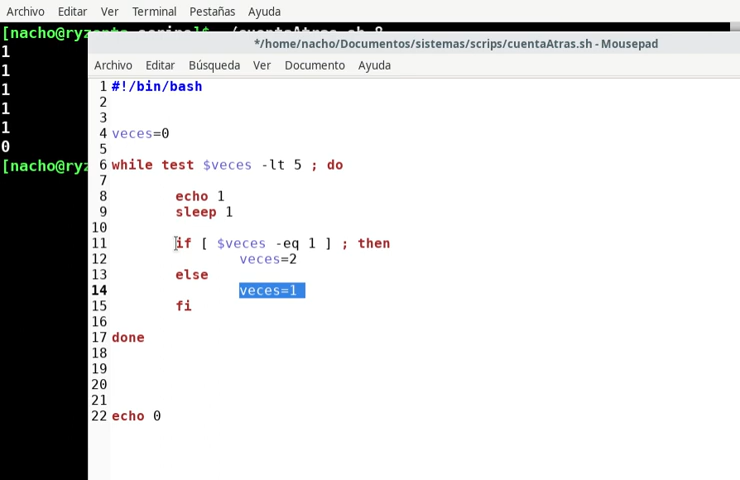 Archivo Editar Ver Terminal Pestañas Ayuda
*/home/nacho/Documentos/sistemas/scrips/cuentaAtras.sh - Mousepad
Archivo Editar Búsqueda Ver Documento Ayuda
[nacho@ry
1
1
1
1
1
0
[nacho@ryz
1 #!/bin/bash
2
3
4 veces=0
5
6 while test $veces -lt 5 ; do
7
8 echo 1
9 sleep 1
10
11 if [ $veces -eq 1 ] ; then
12 veces=2
13 else
14 veces=1
15 fi
16
17 done
18
19
20
21
22 echo 0